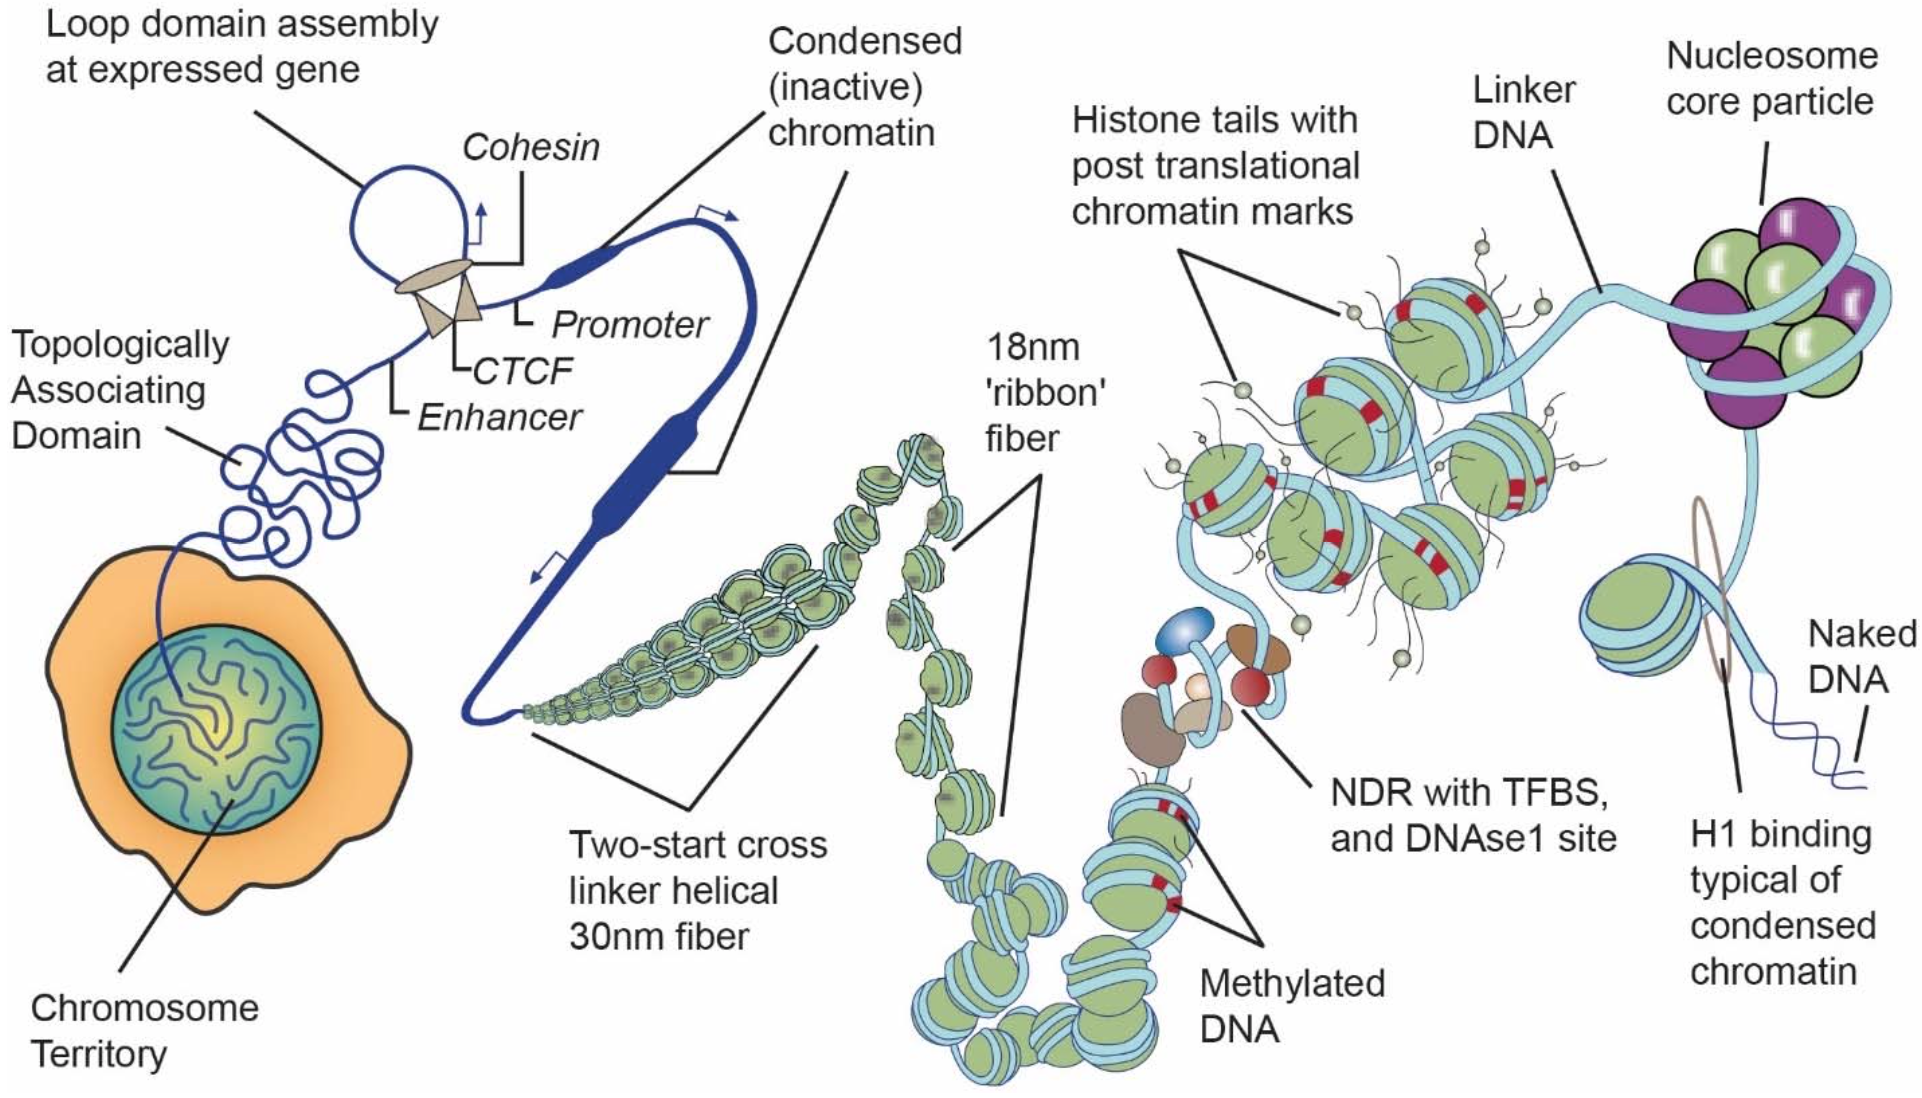 Loop domain assembly
at expressed gene
Cohesin
Condensed
(inactive)
chromatin
Promoter
CTCF
Enhancer
Topologically
Associating
Domain
Chromosome
Territory
Two-start cross
linker helical
30nm fiber
18nm
'ribbon'
fiber
Histone tails with
post translational
chromatin marks
Linker
DNA
Nucleosome
core particle
Naked
DNA
NDR with TFBS,
and DNAse1 site
Methylated
DNA
H1 binding
typical of
condensed
chromatin